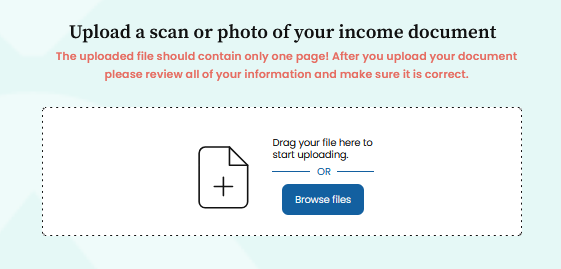 Upload a scan or photo of your income document
The uploaded file should contain only one page! After you upload your document
please review all of your information and make sure it is correct.
Drag your file here to
start uploading.
OR
Browse files